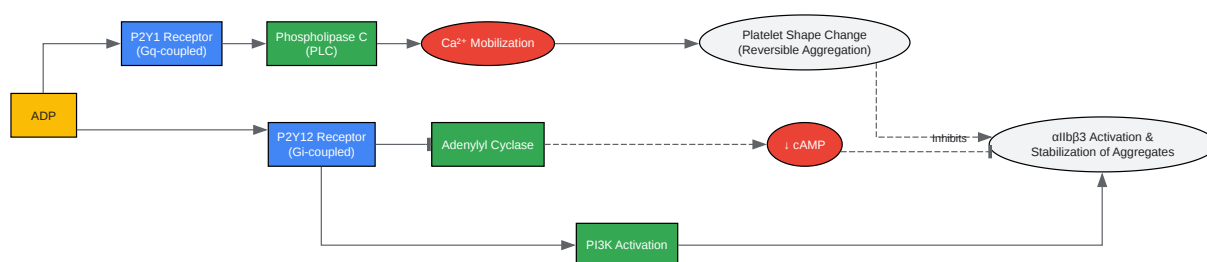 P2Y1 Receptor
(Gq-coupled)
Phospholipase C
(PLC)
Ca²⁺ Mobilization
Platelet Shape Change
(Reversible Aggregation)
ADP
P2Y12 Receptor
(Gi-coupled)
Adenylyl Cyclase
↓ cAMP
Inhibits
αIIbβ3 Activation &
Stabilization of Aggregates
PI3K Activation